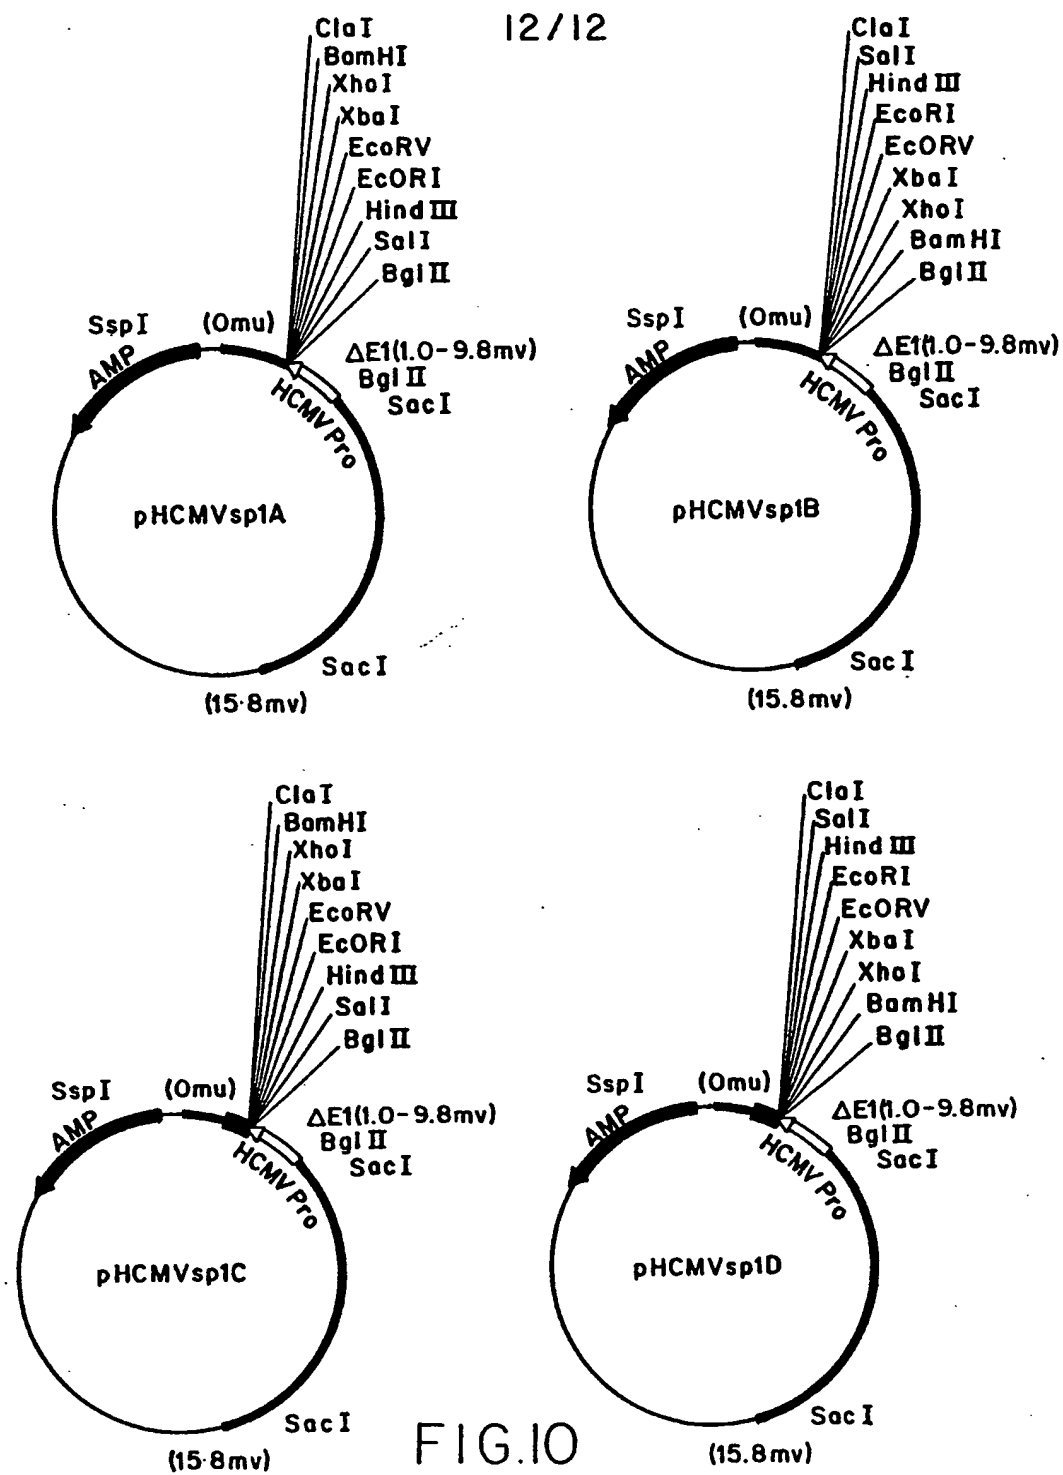 12/12
ClaI
BamHI
XhoI
XbaI
EcoRV
EcORI
Hind III
SalI
BglII
SspI
(Omu)
AMP
ΔE1(1.0-9.8mv)
BglII
SacI
HCMV Pro
pHCMVsp1A
SacI
(15.8mv)
ClaI
SalI
Hind III
EcoRI
EcORV
XbaI
XhoI
BamHI
BglII
SspI
(Omu)
AMP
ΔE1(1.0-9.8mv)
BglII
SacI
HCMV Pro
pHCMVsp1B
SacI
(15.8mv)
ClaI
BamHI
XhoI
XbaI
EcoRV
EcORI
Hind III
SalI
BglII
SspI
(Omu)
AMP
ΔE1(1.0-9.8mv)
BglII
SacI
HCMV Pro
pHCMVsp1C
SacI
(15.8mv)
ClaI
SalI
Hind III
EcoRI
EcORV
XbaI
XhoI
BamHI
BglII
SspI
(Omu)
AMP
ΔE1(1.0-9.8mv)
BglII
SacI
HCMV Pro
pHCMVsp1D
SacI
(15.8mv)
FIG.10